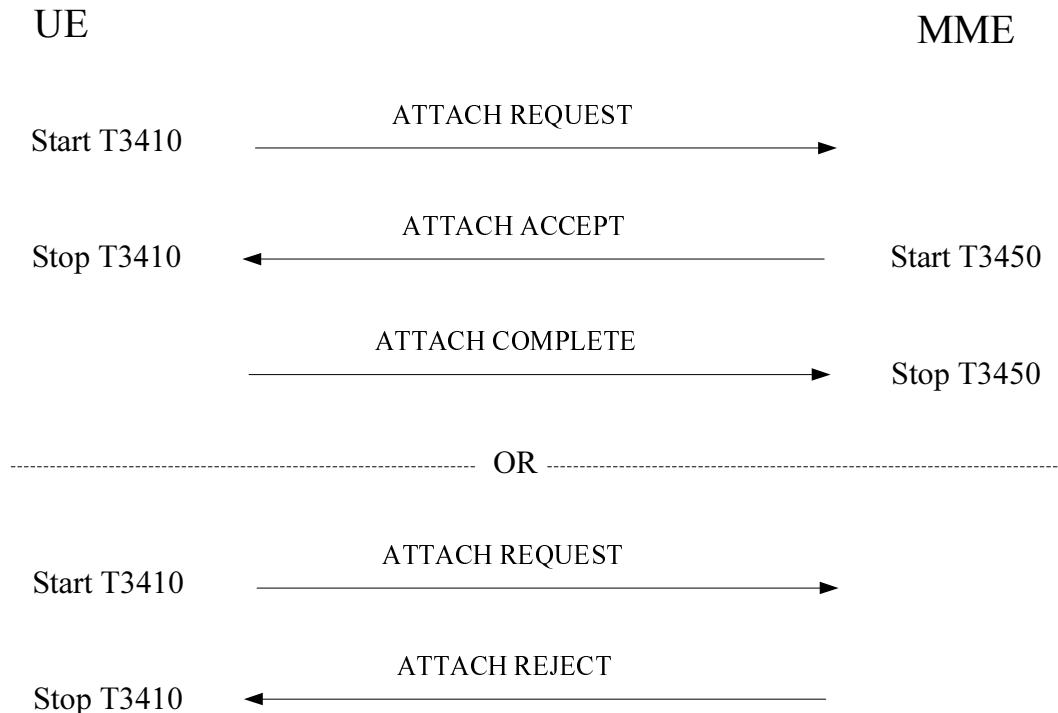 UE
MME
ATTACH REQUEST
Start T3410
ATTACH ACCEPT
Stop T3410
Start T3450
ATTACH COMPLETE
Stop T3450
OR
ATTACH REQUEST
Start T3410
ATTACH REJECT
Stop T3410